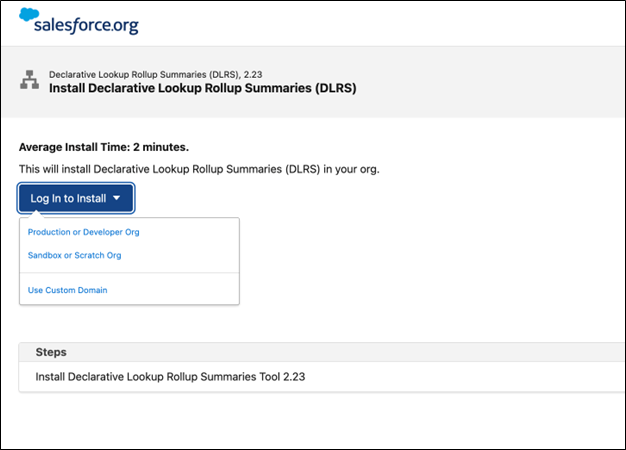 salesforce.org
Declarative Lookup Rollup Summaries (DLRS), 2.23
Install Declarative Lookup Rollup Summaries (DLRS)
Average Install Time: 2 minutes.
This will install Declarative Lookup Rollup Summaries (DLRS) in your org.
Log In to Install
Production or Developer Org
Sandbox or Scratch Org
Use Custom Domain
Steps
Install Declarative Lookup Rollup Summaries Tool 2.23